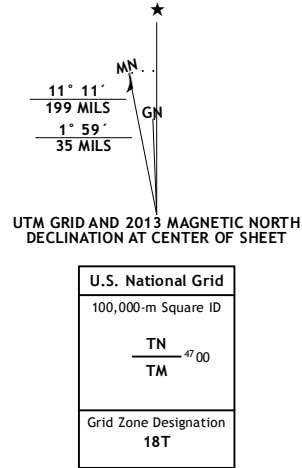 ★
MN
11° 11´
199 MILS
GN
1° 59´
35 MILS
UTM GRID AND 2013 MAGNETIC NORTH
DECLINATION AT CENTER OF SHEET
U.S. National Grid
100,000-m Square ID
TN
4700
TM
Grid Zone Designation
18T